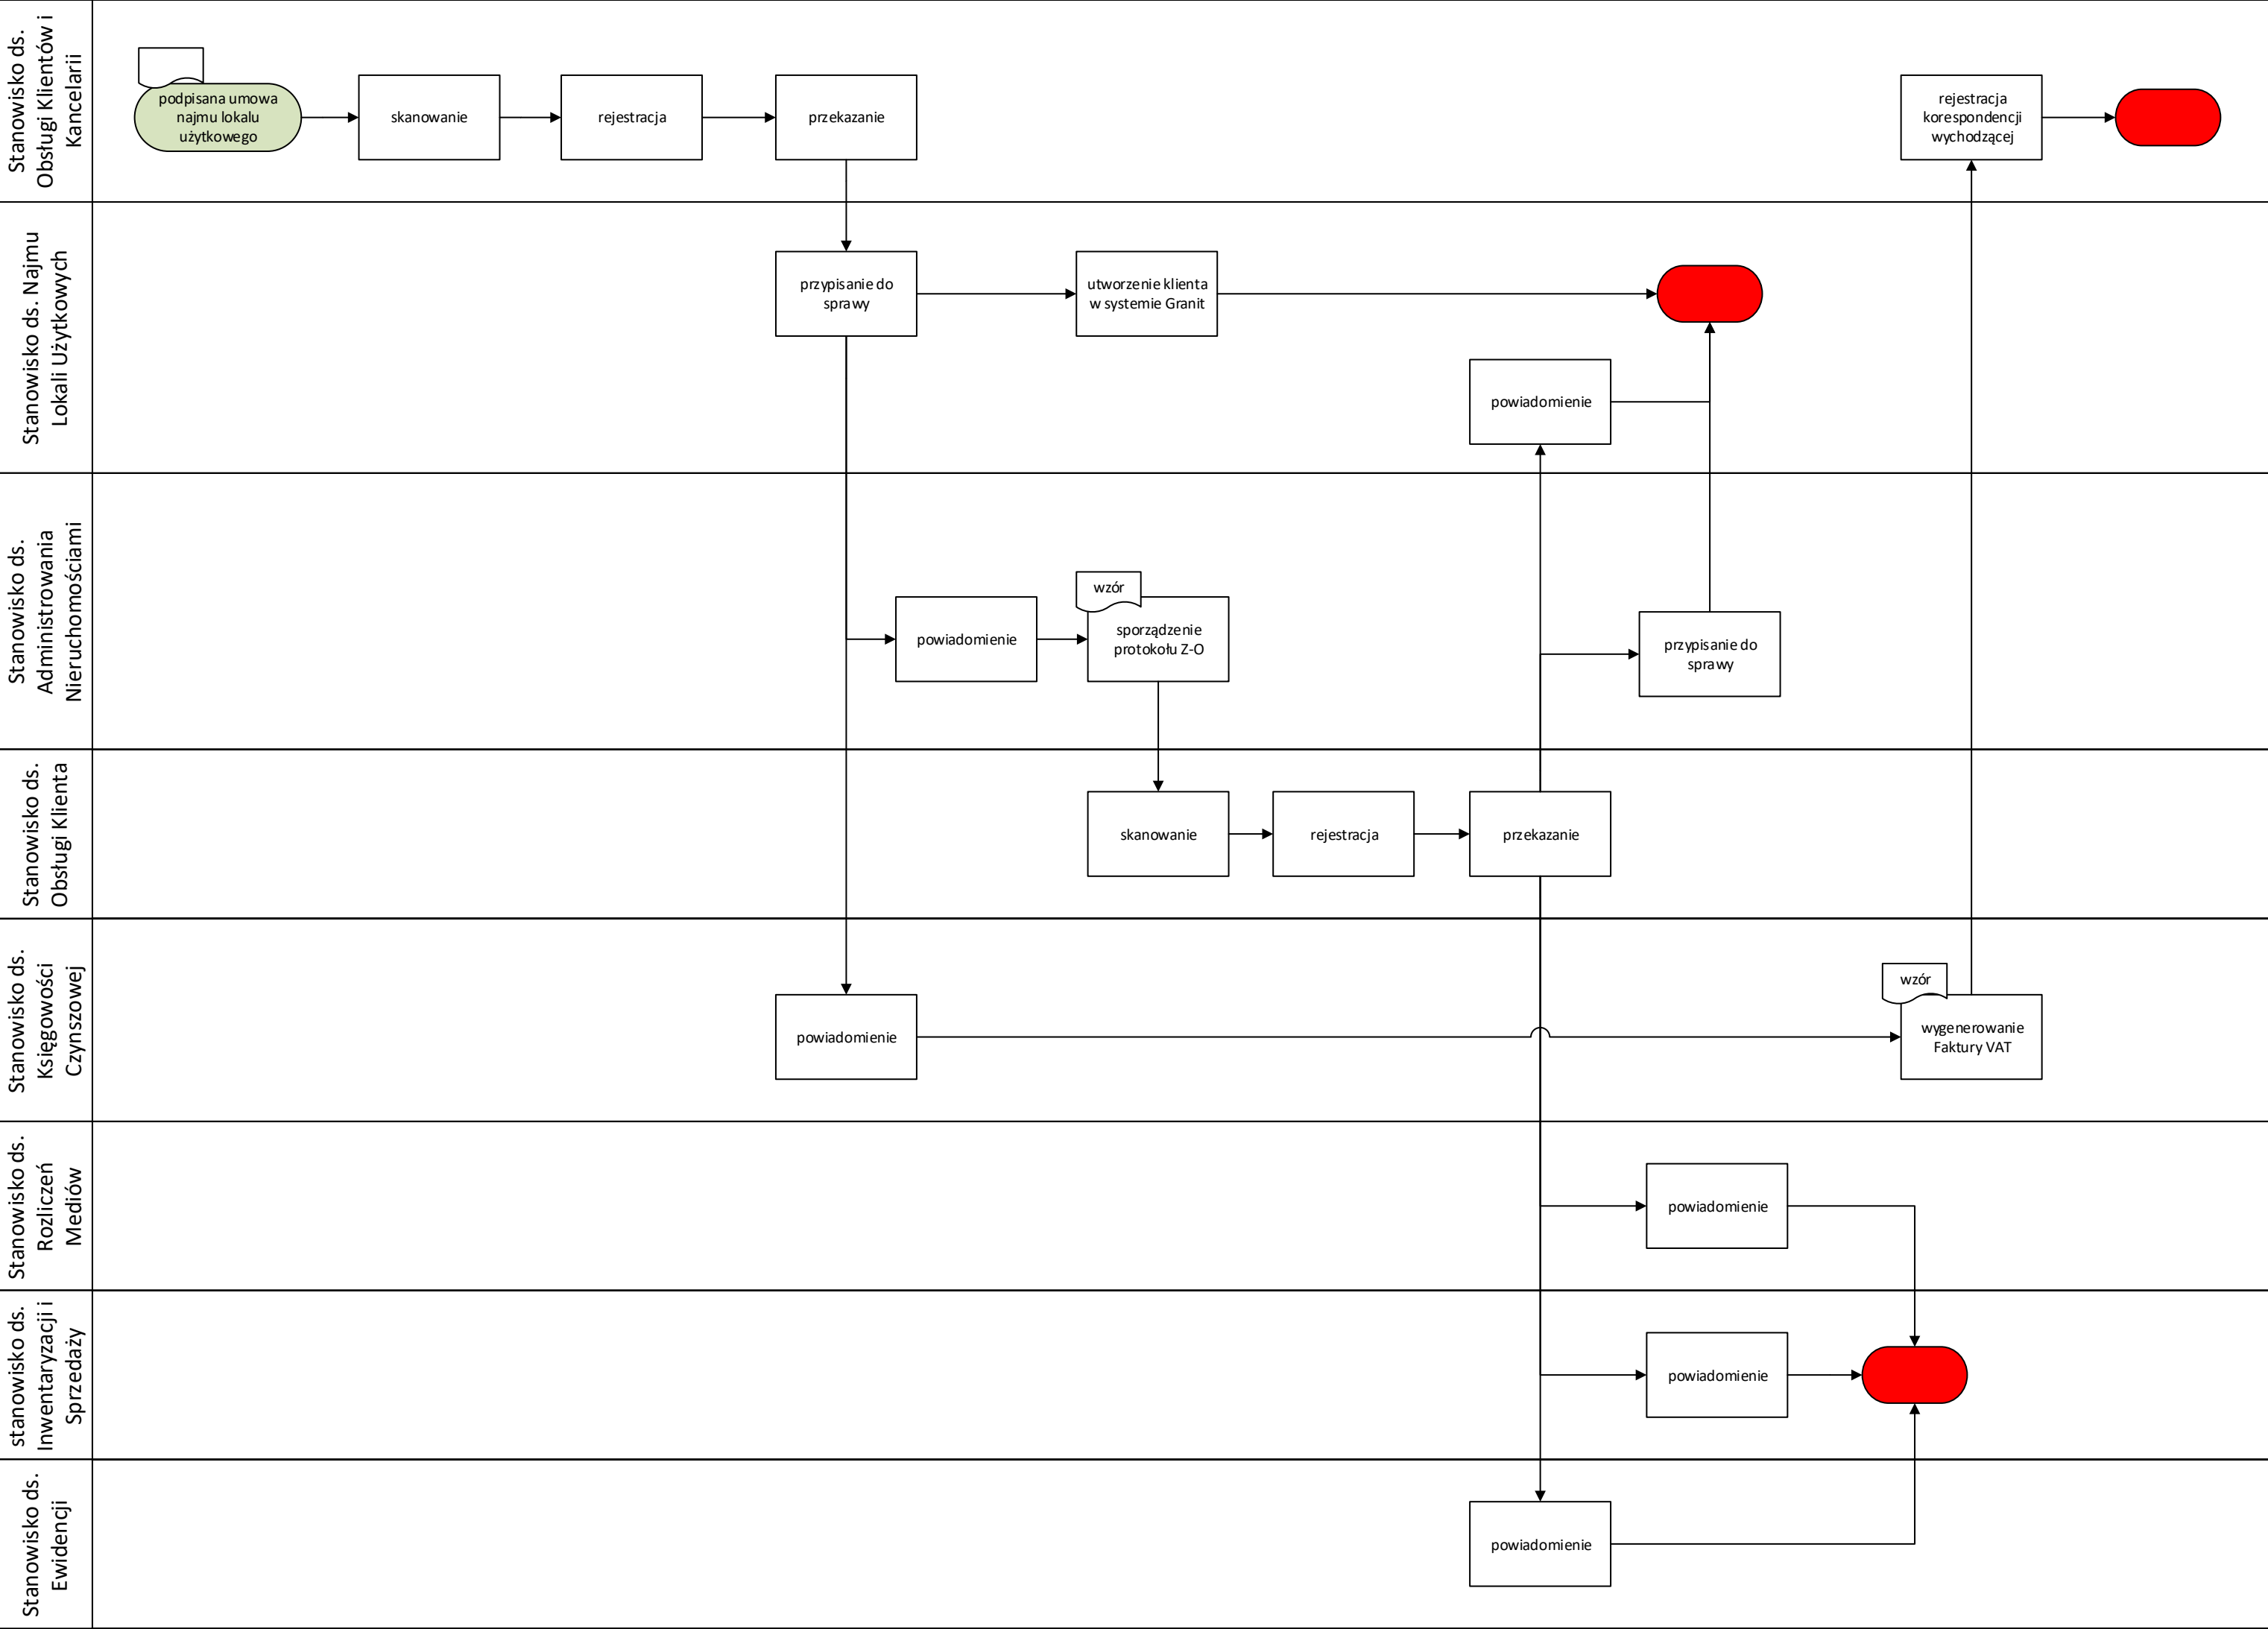 Stanowisko ds.
Obsługi Klientów i
Kancelarii
podpisana umowa
najmu lokalu
użytkowego
skanowanie
rejestracja
przekazanie
rejestracja
korespondencji
wychodzącej
Stanowisko ds. Najmu
Lokali Użytkowych
przypisanie do
sprawy
utworzenie klienta
w systemie Granit
powiadomienie
Stanowisko ds.
Administrowania
Nieruchomościami
powiadomienie
wzór
sporządzenie
protokołu Z-O
przypisanie do
sprawy
Stanowisko ds.
Obsługi Klienta
skanowanie
rejestracja
przekazanie
Stanowisko ds.
Księgowości
Czynszowej
powiadomienie
wzór
wygenerowanie
Faktury VAT
Stanowisko ds.
Rozliczeń
Mediów
powiadomienie
stanowisko ds.
Inwentaryzacji i
Sprzedaży
powiadomienie
Stanowisko ds.
Ewidencji
powiadomienie